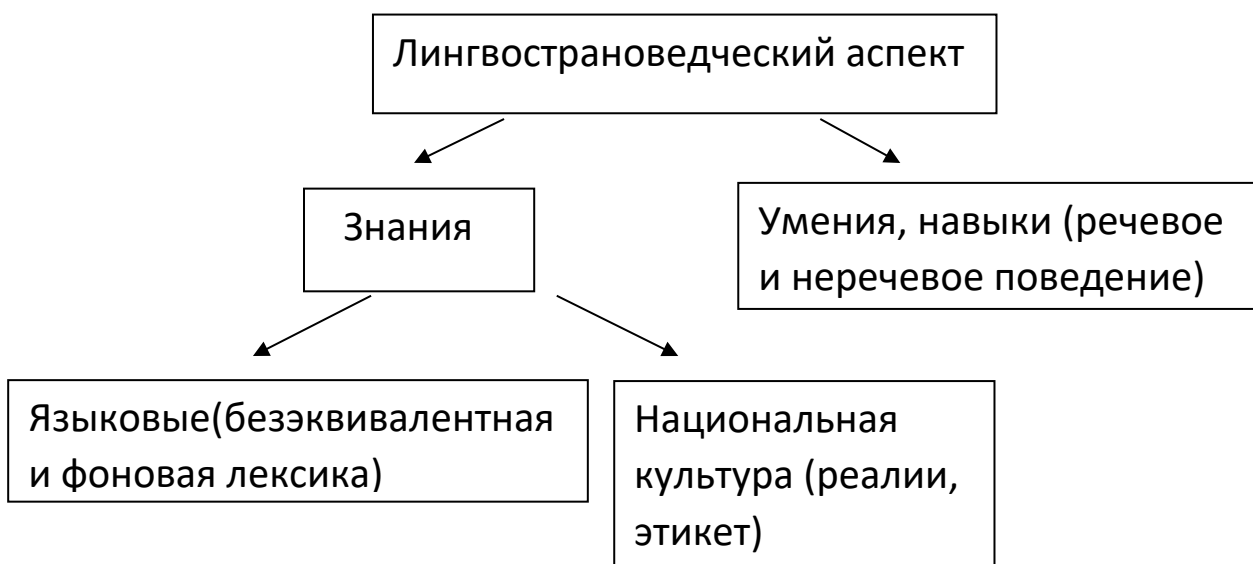 Лингвострановедческий аспект
Знания
Умения, навыки (речевое
и неречевое поведение)
Языковые(безэквивалентная
и фоновая лексика)
Национальная
культура (реалии,
этикет)